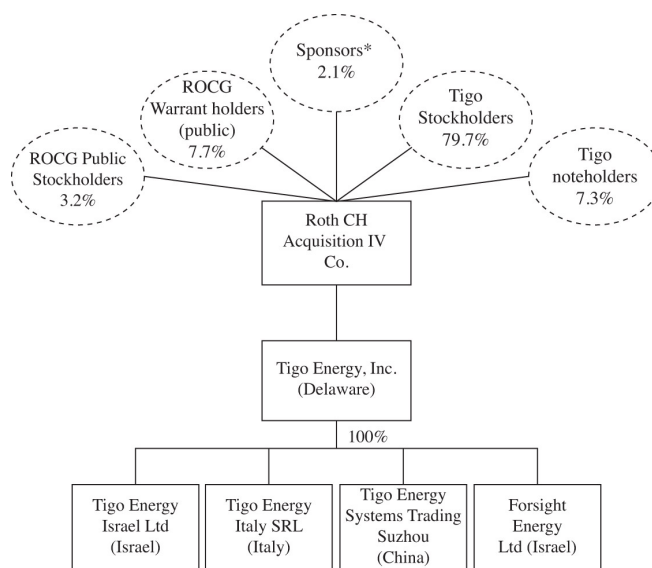 Sponsors*
2.1%
ROCG
Warrant holders
(public)
7.7%
Tigo
Stockholders
79.7%
ROCG Public
Stockholders
3.2%
Tigo
noteholders
7.3%
Roth CH
Acquisition IV
Co.
Tigo Energy, Inc.
(Delaware)
100%
Tigo Energy
Israel Ltd
(Israel)
Tigo Energy
Italy SRL
(Italy)
Tigo Energy
Systems Trading
Suzhou
(China)
Forsight
Energy
Ltd (Israel)